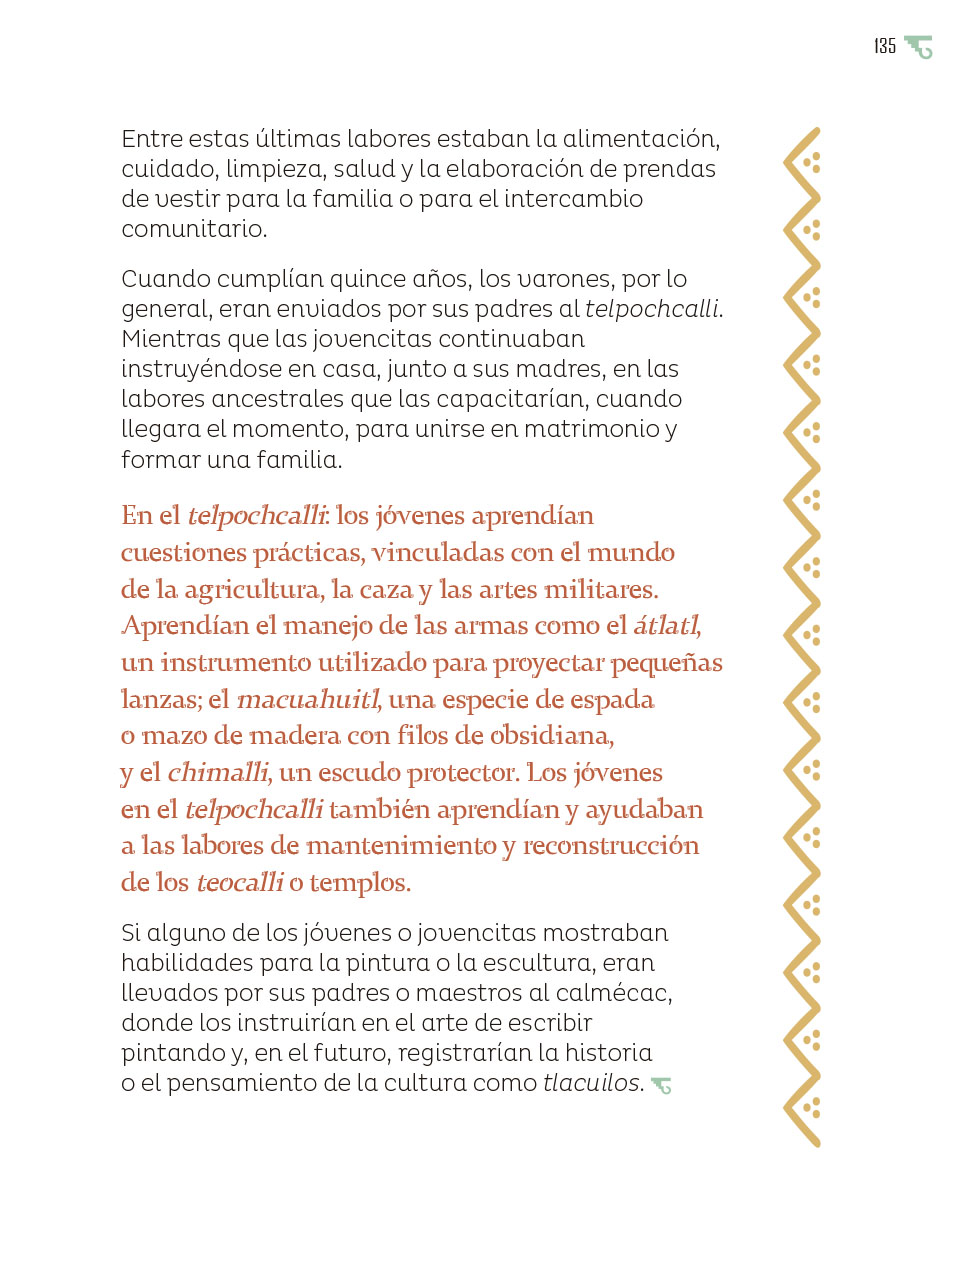 135
Entre estas últimas labores estaban la alimentación,
cuidado, limpieza, salud y la elaboración de prendas
de vestir para la familia o para el intercambio
comunitario.
Cuando cumplían quince años, los varones, por lo
general, eran enviados por sus padres al telpochcalli.
Mientras que las jovencitas continuaban
instruyéndose en casa, junto a sus madres, en las
labores ancestrales que las capacitarían, cuando
llegara el momento, para unirse en matrimonio y
formar una familia.
En el telpochcalli: los jóvenes aprendían
cuestiones prácticas, vinculadas con el mundo
de la agricultura, la caza y las artes militares.
Aprendían el manejo de las armas como el átlatl,
un instrumento utilizado para proyectar pequeñas
lanzas; el macuahuitl, una especie de espada
o mazo de madera con filos de obsidiana,
y el chimalli, un escudo protector. Los jóvenes
en el telpochcalli también aprendían y ayudaban
a las labores de mantenimiento y reconstrucción
de los teocalli o templos.
Si alguno de los jóvenes o jovencitas mostraban
habilidades para la pintura o la escultura, eran
llevados por sus padres o maestros al calmécac,
donde los instruirían en el arte de escribir
pintando y, en el futuro, registrarían la historia
o el pensamiento de la cultura como tlacuilos.